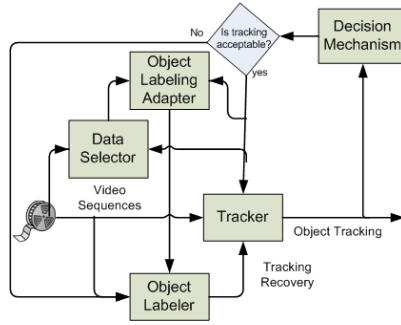 No
Is tracking
acceptable?
yes
Decision
Mechanism
Object
Labeling
Adapter
Data
Selector
Video
Sequences
Tracker
Object Tracking
Tracking
Recovery
Object
Labeler